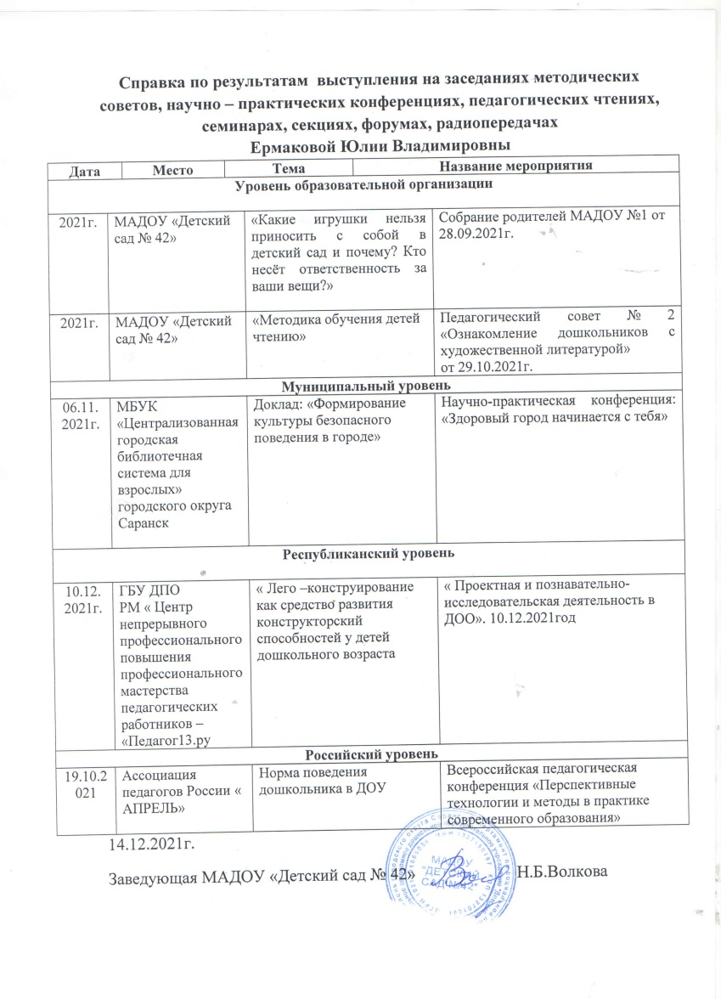 Справка по результатам выступления на заседаниях методических
советов, научно – практических конференциях, педагогических чтениях,
семинарах, секциях, форумах, радиопередачах
Ермаковой Юлии Владимировны
Дата Место Тема Название мероприятия
Уровень образовательной организации
2021г.
МАДОУ «Детский
сад № 42»
«Какие игрушки нельзя
приносить с собой в
детский сад и почему? Кто
несёт ответственность за
ваши вещи?»
Собрание родителей МАДОУ №1 от
28.09.2021г.
2021г.
МАДОУ «Детский
сад № 42»
«Методика обучения детей
чтению»
Педагогический совет № 2
«Ознакомление дошкольников с
художественной литературой»
от 29.10.2021г.
Муниципальный уровень
06.11.
2021г.
МБУК
«Централизованная
городская
библиотечная
система для
взрослых»
городского округа
Саранск
Доклад: «Формирование
культуры безопасного
поведения в городе»
Научно-практическая конференция:
«Здоровый город начинается с тебя»
Республиканский уровень
10.12.
2021г.
ГБУ ДПО
РМ « Центр
непрерывного
профессионального
повышения
профессионального
мастерства
педагогических
работников –
«Педагог13.ру
« Лего –конструирование
как средство развития
конструкторский
способностей у детей
дошкольного возраста
« Проектная и познавательно-
исследовательская деятельность в
ДОО». 10.12.2021год
Российский уровень
19.10.2
021
Ассоциация
педагогов России «
АПРЕЛЬ»
Норма поведения
дошкольника в ДОУ
Всероссийская педагогическая
конференция «Перспективные
технологии и методы в практике
современного образования»
14.12.2021г.
Заведующая МАДОУ «Детский сад № 42» Н.Б.Волкова
МАДОУ
"ДЕТСКИЙ
САД №42"